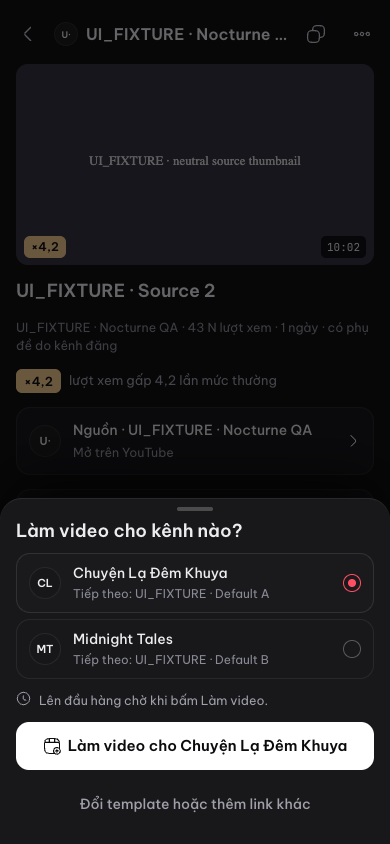 U·
UI_FIXTURE · Nocturne ...
UI_FIXTURE · neutral source thumbnail
×4,2
10:02
UI_FIXTURE · Source 2
UI_FIXTURE · Nocturne QA · 43 N lượt xem · 1 ngày · có phụ
đề do kênh đăng
×4,2 lượt xem gấp 4,2 lần mức thường
U·
Nguồn · UI_FIXTURE · Nocturne QA
Mở trên YouTube
Làm video cho kênh nào?
CL
Chuyện Lạ Đêm Khuya
Tiếp theo: UI_FIXTURE · Default A
MT
Midnight Tales
Tiếp theo: UI_FIXTURE · Default B
Lên đầu hàng chờ khi bấm Làm video.
Làm video cho Chuyện Lạ Đêm Khuya
Đổi template hoặc thêm link khác